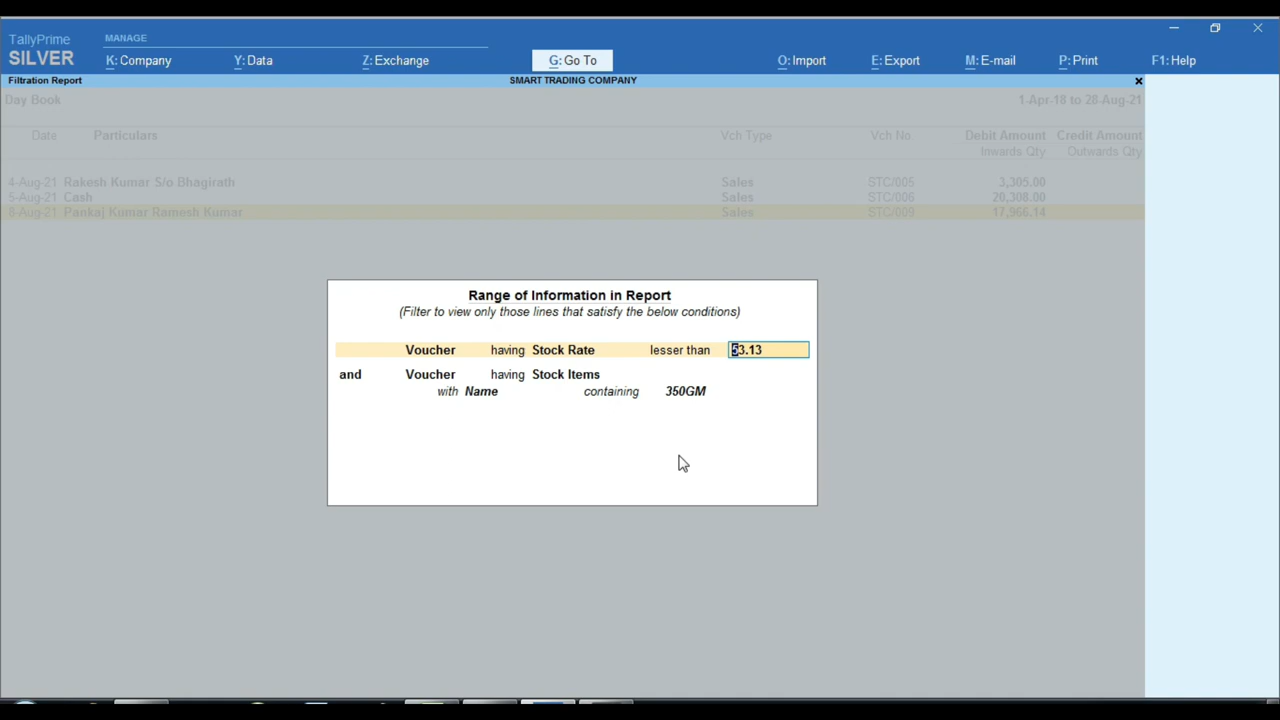 TallyPrime
SILVER
MANAGE
K: Company
Y: Data
Z: Exchange
G: Go To
O: Import
E: Export
M: E-mail
P: Print
F1: Help
Filtration Report
SMART TRADING COMPANY
Day Book
1-Apr-18 to 28-Aug-21
Date Particulars Vch Type Vch No Debit Amount Credit Amount
Inwards Qty Outwards Qty
4-Aug-21 Rakesh Kumar S/o Bhagirath Sales STC/005 3,305.00
5-Aug-21 Cash Sales STC/006 20,308.00
8-Aug-21 Pankaj Kumar Ramesh Kumar Sales STC/009 17,966.14
Range of Information in Report
(Filter to view only those lines that satisfy the below conditions)
Voucher having Stock Rate lesser than 53.13
and Voucher having Stock Items
with Name containing 350GM